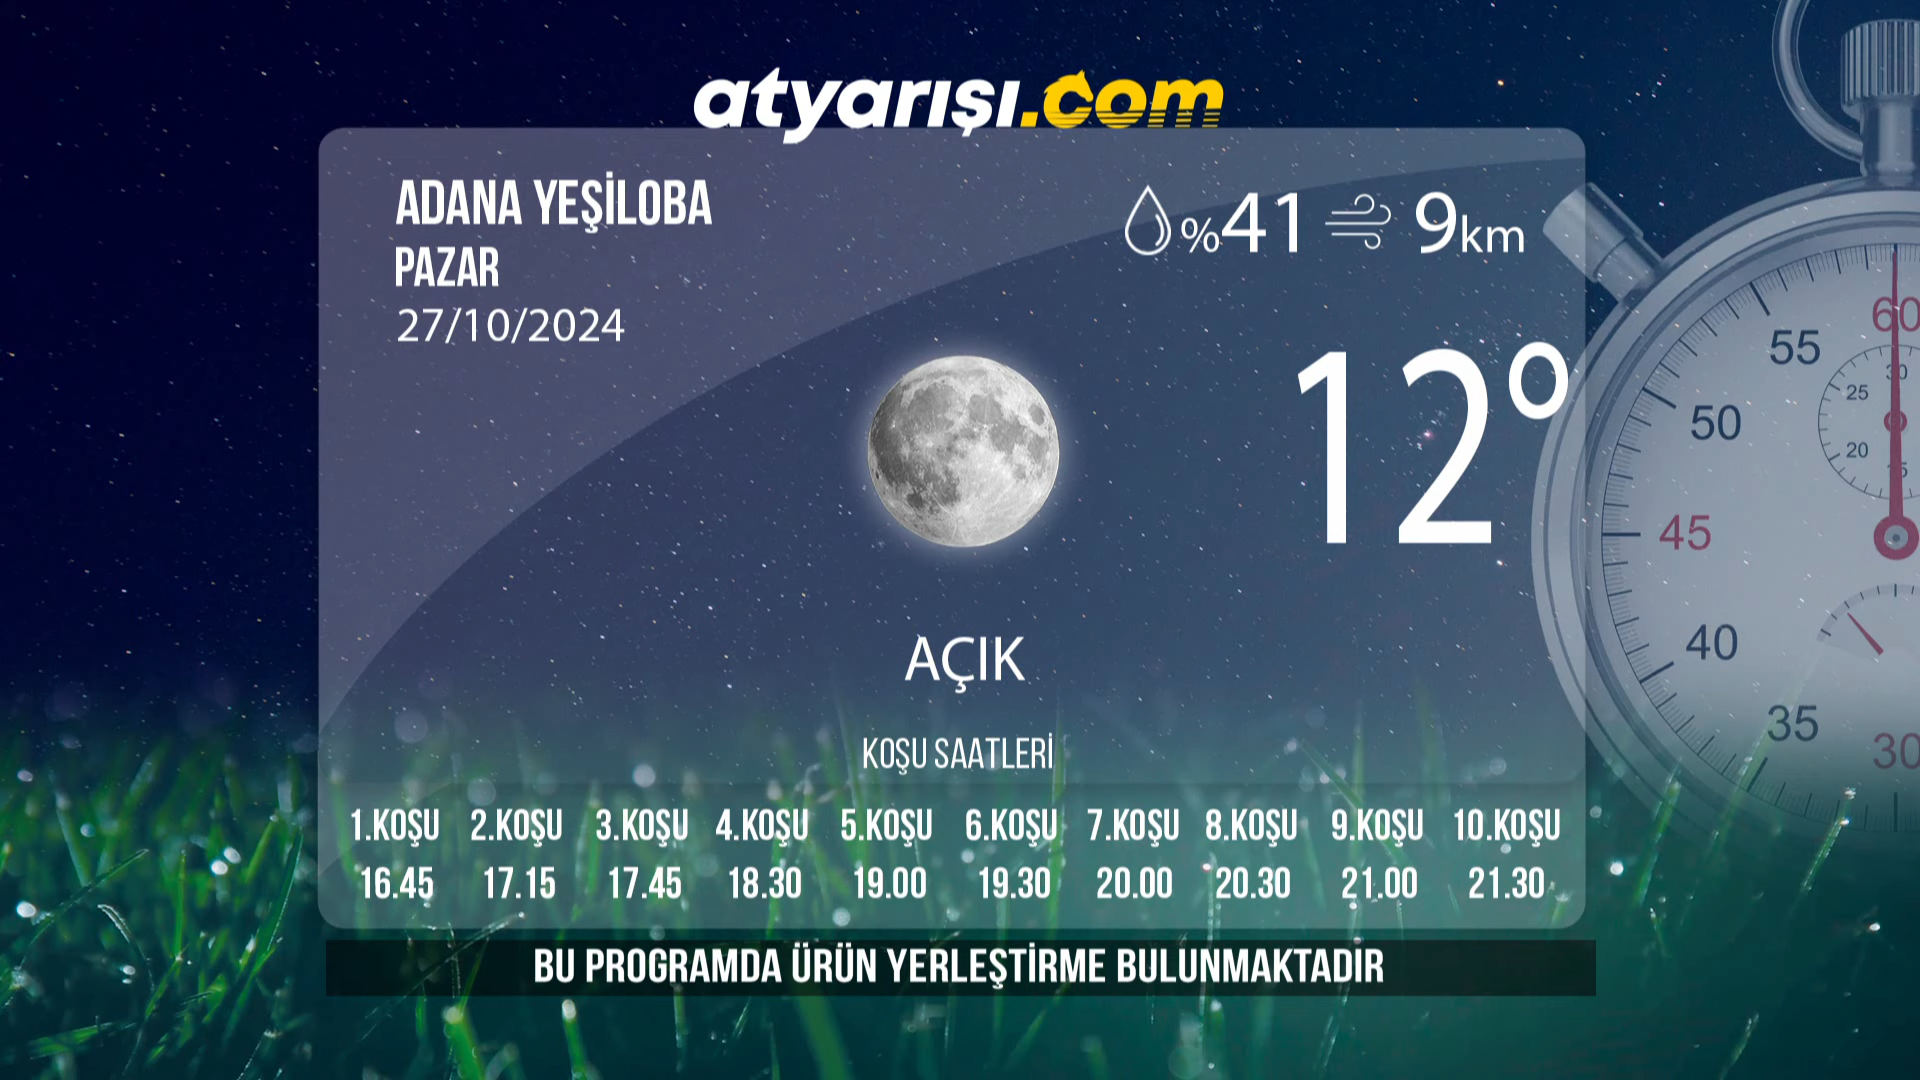 atyarışı.com
ADANA YEŞİLOBA
PAZAR
27/10/2024
%41 9km
12°
AÇIK
KOŞU SAATLERİ
1.KOŞU 2.KOŞU 3.KOŞU 4.KOŞU 5.KOŞU 6.KOŞU 7.KOŞU 8.KOŞU 9.KOŞU 10.KOŞU
16.45 17.15 17.45 18.30 19.00 19.30 20.00 20.30 21.00 21.30
BU PROGRAMDA ÜRÜN YERLEŞTİRME BULUNMAKTADIR
60
55
50
45
40
35
30
25
20